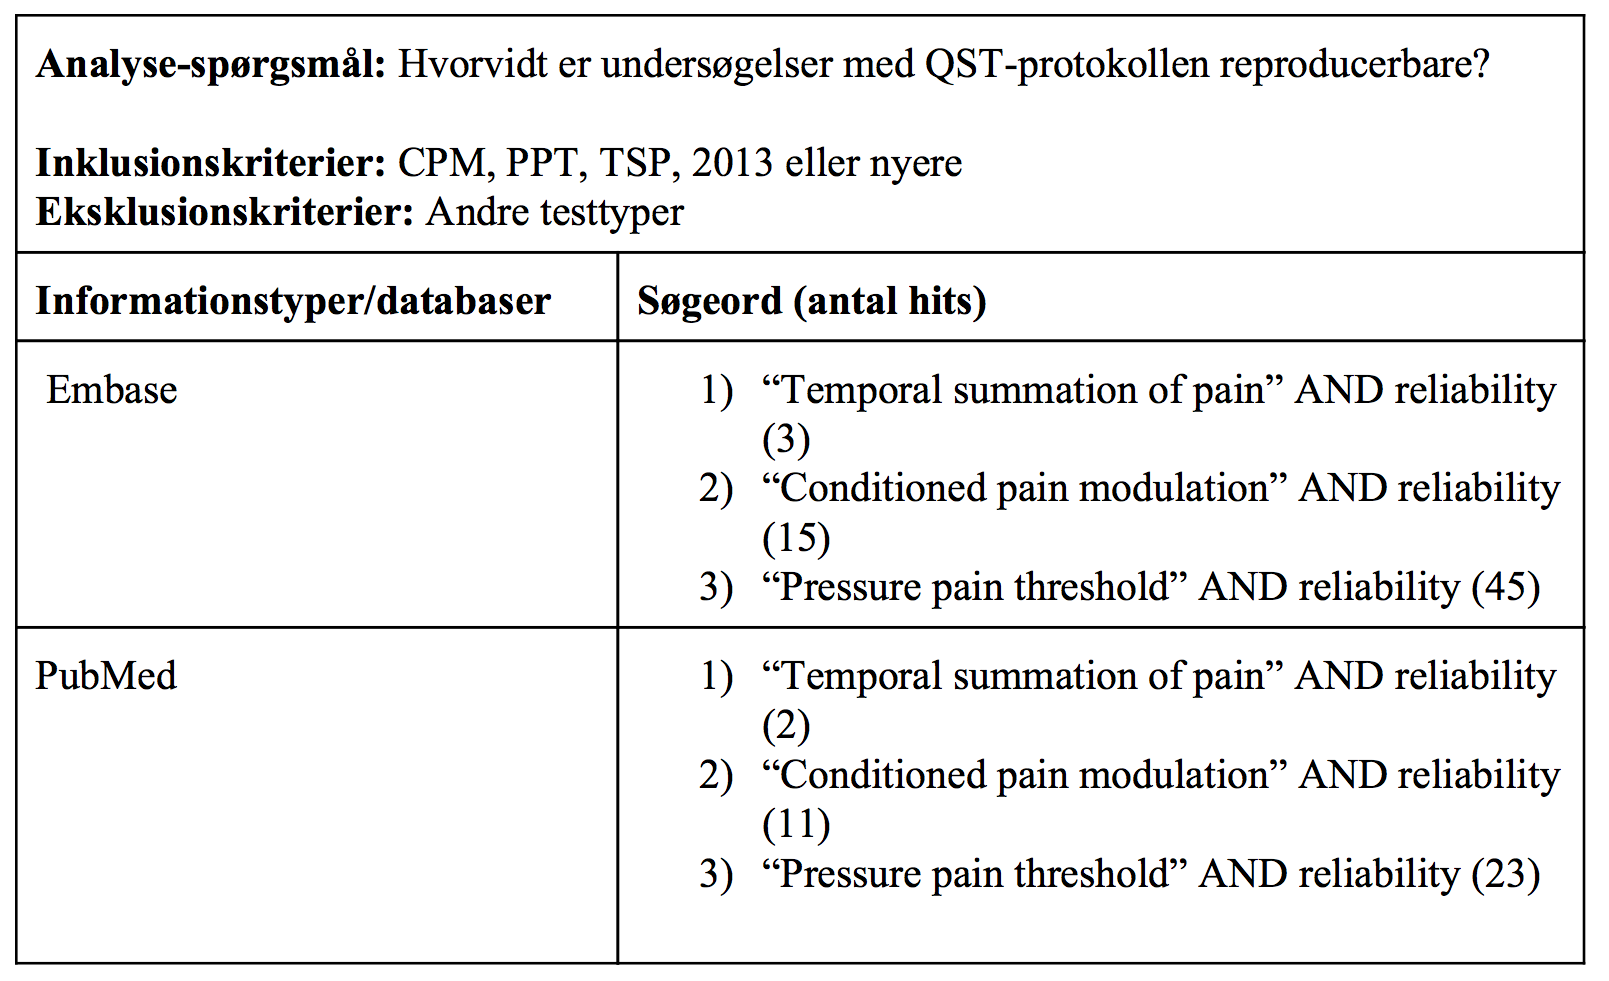 Analyse-spørgsmål: Hvorvidt er undersøgelser med QST-protokollen reproducerbare?
Inklusionskriterier: CPM, PPT, TSP, 2013 eller nyere
Eksklusionskriterier: Andre testtyper
Informationstyper/databaser
Søgeord (antal hits)
Embase
1) “Temporal summation of pain” AND reliability
(3)
2) “Conditioned pain modulation” AND reliability
(15)
3) “Pressure pain threshold” AND reliability (45)
PubMed
1) “Temporal summation of pain” AND reliability
(2)
2) “Conditioned pain modulation” AND reliability
(11)
3) “Pressure pain threshold” AND reliability (23)